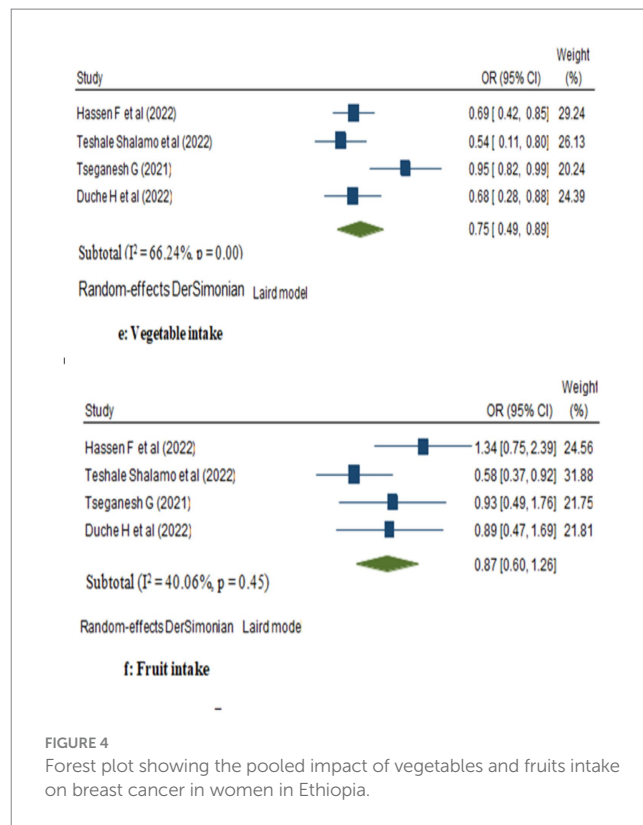 Weight
Study OR (95% CI) (%)
Hassen F et al (2022) 0.69 [ 0.42, 0.85] 29.24
Teshale Shalamo et al (2022) 0.54 [ 0.11, 0.80] 26.13
Tseganesh G (2021) 0.95 [ 0.82, 0.99] 20.24
Duche H et al (2022) 0.68 [ 0.28, 0.88] 24.39
0.75 [ 0.49, 0.89]
Subtotal (I² = 66.24%, p = 0.00)
Random-effects DerSimonian Laird model
e: Vegetable intake
Weight
Study OR (95% CI) (%)
Hassen F et al (2022) 1.34 [0.75, 2.39] 24.56
Teshale Shalamo et al (2022) 0.58 [0.37, 0.92] 31.88
Tseganesh G (2021) 0.93 [0.49, 1.76] 21.75
Duche H et al (2022) 0.89 [0.47, 1.69] 21.81
0.87 [0.60, 1.26]
Subtotal (I² = 40.06%, p = 0.45)
Random-effects DerSimonian Laird mode
f: Fruit intake
FIGURE 4
Forest plot showing the pooled impact of vegetables and fruits intake
on breast cancer in women in Ethiopia.